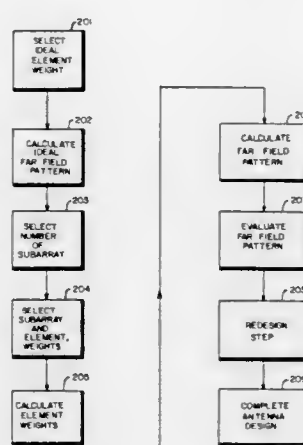 201
SELECT
IDEAL
ELEMENT
WEIGHT
202
CALCULATE
IDEAL
FAR FIELD
PATTERN
203
SELECT
NUMBER
OF
SUBARRAY
204
SELECT
SUBARRAY
AND
ELEMENT,
WEIGHTS
205
CALCULATE
ELEMENT
WEIGHTS
CALCULATE
FAR FIELD
PATTERN
EVALUATE
FAR FIELD
PATTERN
REDESIGN
STEP
COMPLETE
ANTENNA
DESIGN